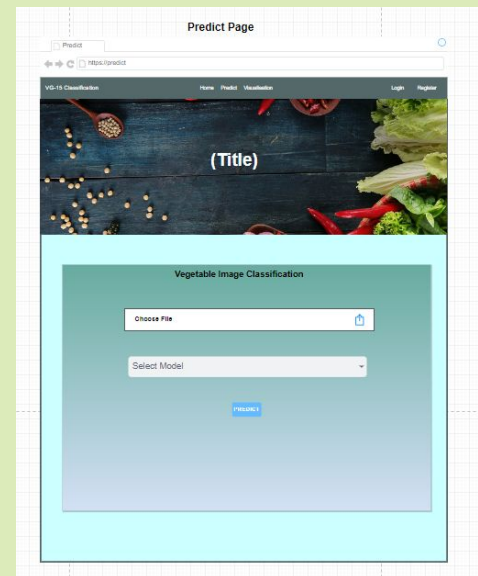 Predict Page
Predict
https://predict
VG-15 Classification Home Predict Visualisation Login Register
(Title)
Vegetable Image Classification
Choose File
Select Model
PREDICT